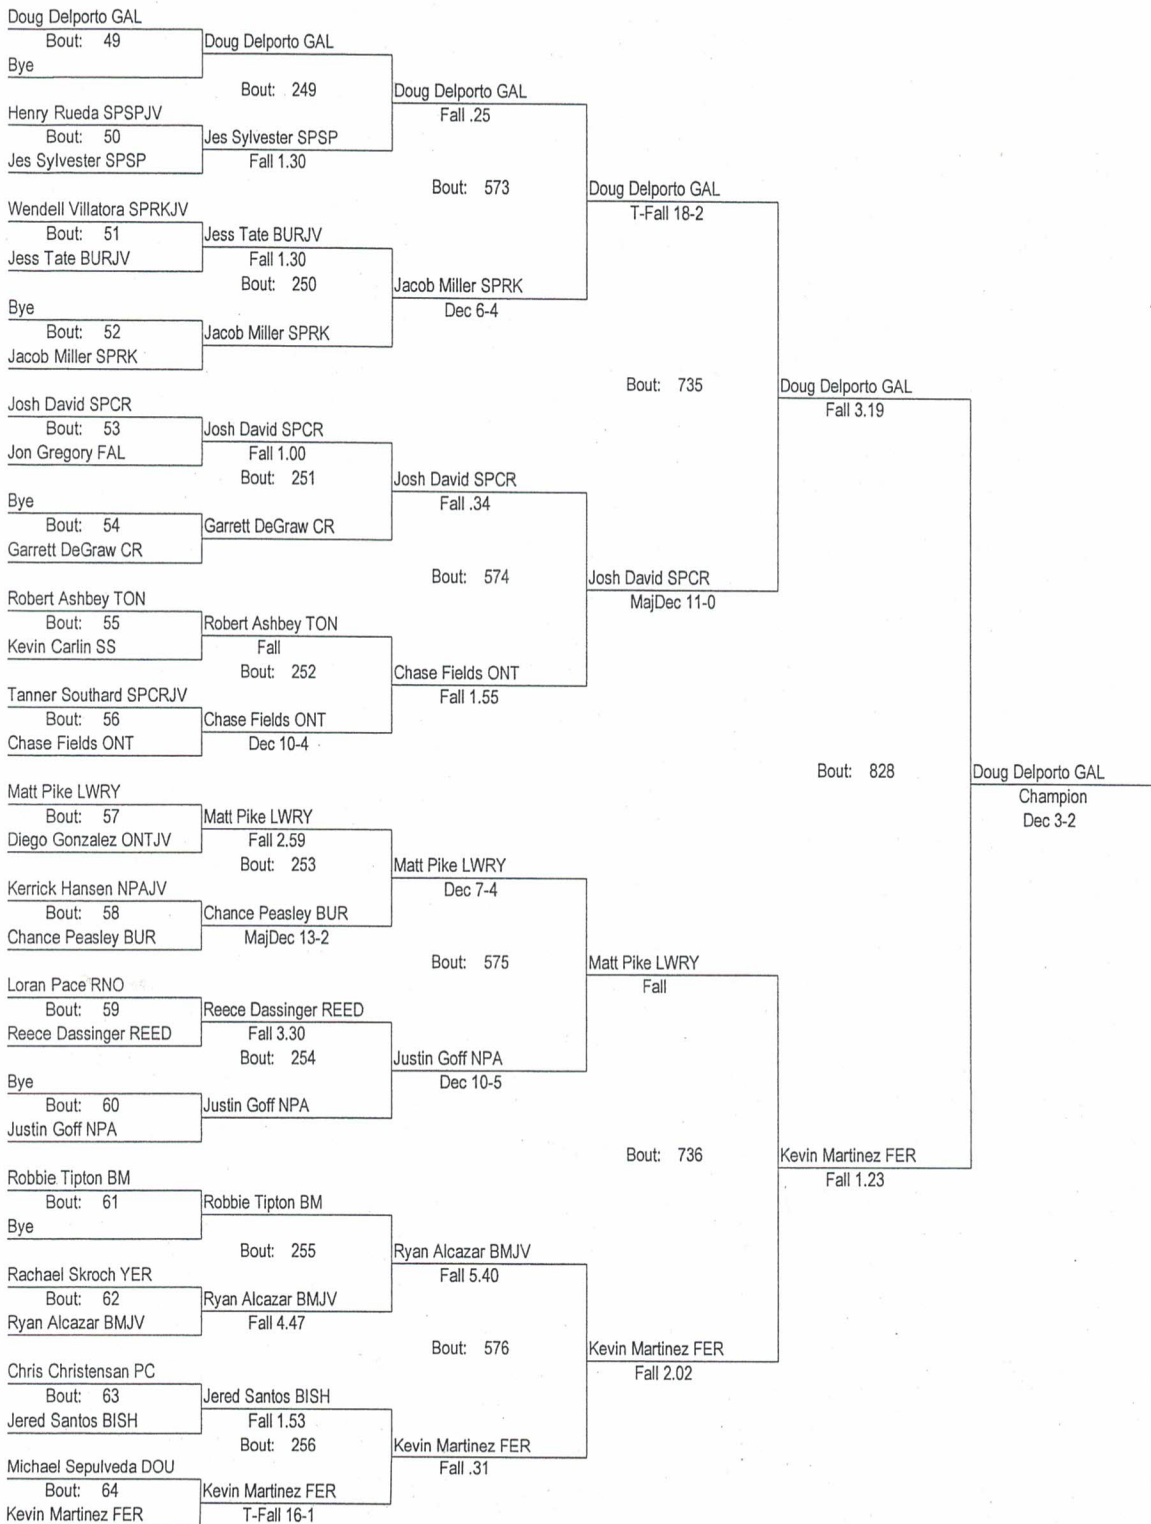 Doug Delporto GAL
Bout: 49
Bye
Doug Delporto GAL
Bout: 249
Henry Rueda SPSPJV
Bout: 50
Jes Sylvester SPSP
Jes Sylvester SPSP
Fall 1.30
Doug Delporto GAL
Fall .25
Bout: 573
Wendell Villatora SPRKJV
Bout: 51
Jess Tate BURJV
Jess Tate BURJV
Fall 1.30
Bout: 250
Bye
Bout: 52
Jacob Miller SPRK
Jacob Miller SPRK
Jacob Miller SPRK
Dec 6-4
Doug Delporto GAL
T-Fall 18-2
Bout: 735
Josh David SPCR
Bout: 53
Jon Gregory FAL
Josh David SPCR
Fall 1.00
Bout: 251
Bye
Bout: 54
Garrett DeGraw CR
Garrett DeGraw CR
Josh David SPCR
Fall .34
Bout: 574
Robert Ashbey TON
Bout: 55
Kevin Carlin SS
Robert Ashbey TON
Fall
Bout: 252
Tanner Southard SPCRJV
Bout: 56
Chase Fields ONT
Chase Fields ONT
Dec 10-4
Chase Fields ONT
Fall 1.55
Josh David SPCR
MajDec 11-0
Doug Delporto GAL
Fall 3.19
Bout: 828
Doug Delporto GAL
Champion
Dec 3-2
Matt Pike LWRY
Bout: 57
Diego Gonzalez ONTJV
Matt Pike LWRY
Fall 2.59
Bout: 253
Kerrick Hansen NPAJV
Bout: 58
Chance Peasley BUR
Chance Peasley BUR
MajDec 13-2
Matt Pike LWRY
Dec 7-4
Bout: 575
Loran Pace RNO
Bout: 59
Reece Dassinger REED
Reece Dassinger REED
Fall 3.30
Bout: 254
Bye
Bout: 60
Justin Goff NPA
Justin Goff NPA
Justin Goff NPA
Dec 10-5
Matt Pike LWRY
Fall
Bout: 736
Robbie Tipton BM
Bout: 61
Bye
Robbie Tipton BM
Bout: 255
Rachael Skroch YER
Bout: 62
Ryan Alcazar BMJV
Ryan Alcazar BMJV
Fall 4.47
Ryan Alcazar BMJV
Fall 5.40
Bout: 576
Chris Christensan PC
Bout: 63
Jered Santos BISH
Jered Santos BISH
Fall 1.53
Bout: 256
Michael Sepulveda DOU
Bout: 64
Kevin Martinez FER
Kevin Martinez FER
T-Fall 16-1
Kevin Martinez FER
Fall .31
Kevin Martinez FER
Fall 2.02
Kevin Martinez FER
Fall 1.23